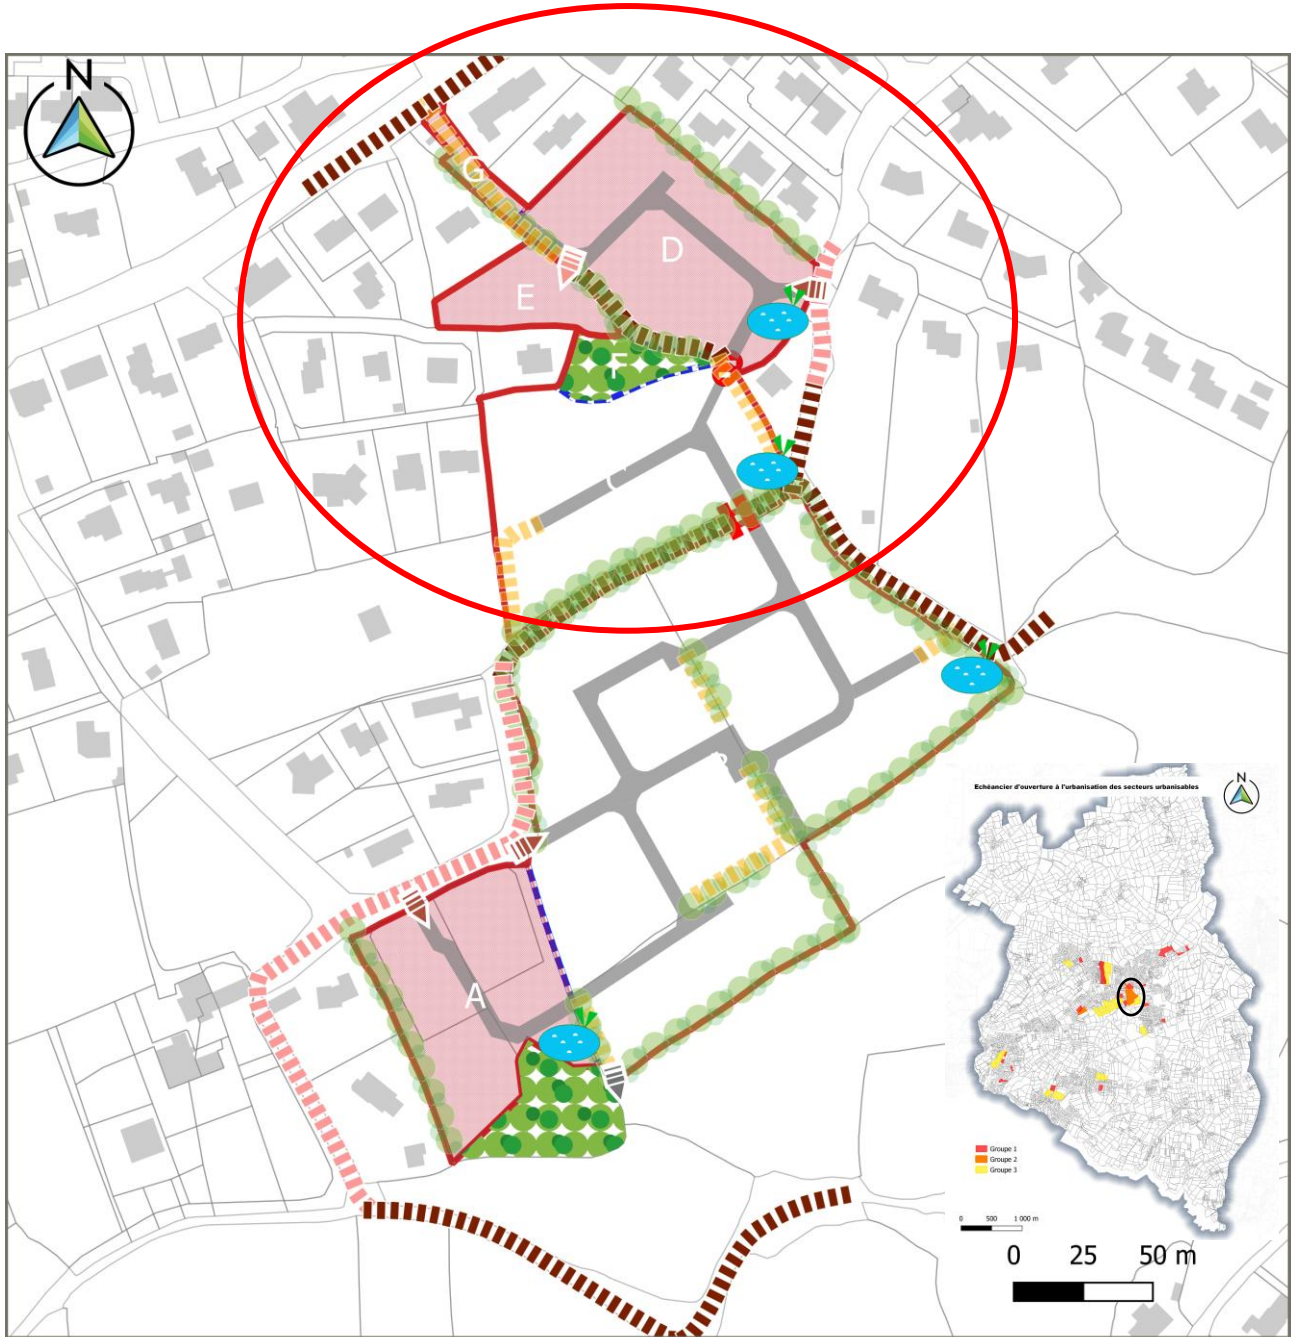 N
G
D
E
F
C
B
A
Echéancier d'ouverture à l'urbanisation des secteurs urbanisables
N
Groupe 1
Groupe 2
Groupe 3
0 500 1 000 m
0 25 50 m